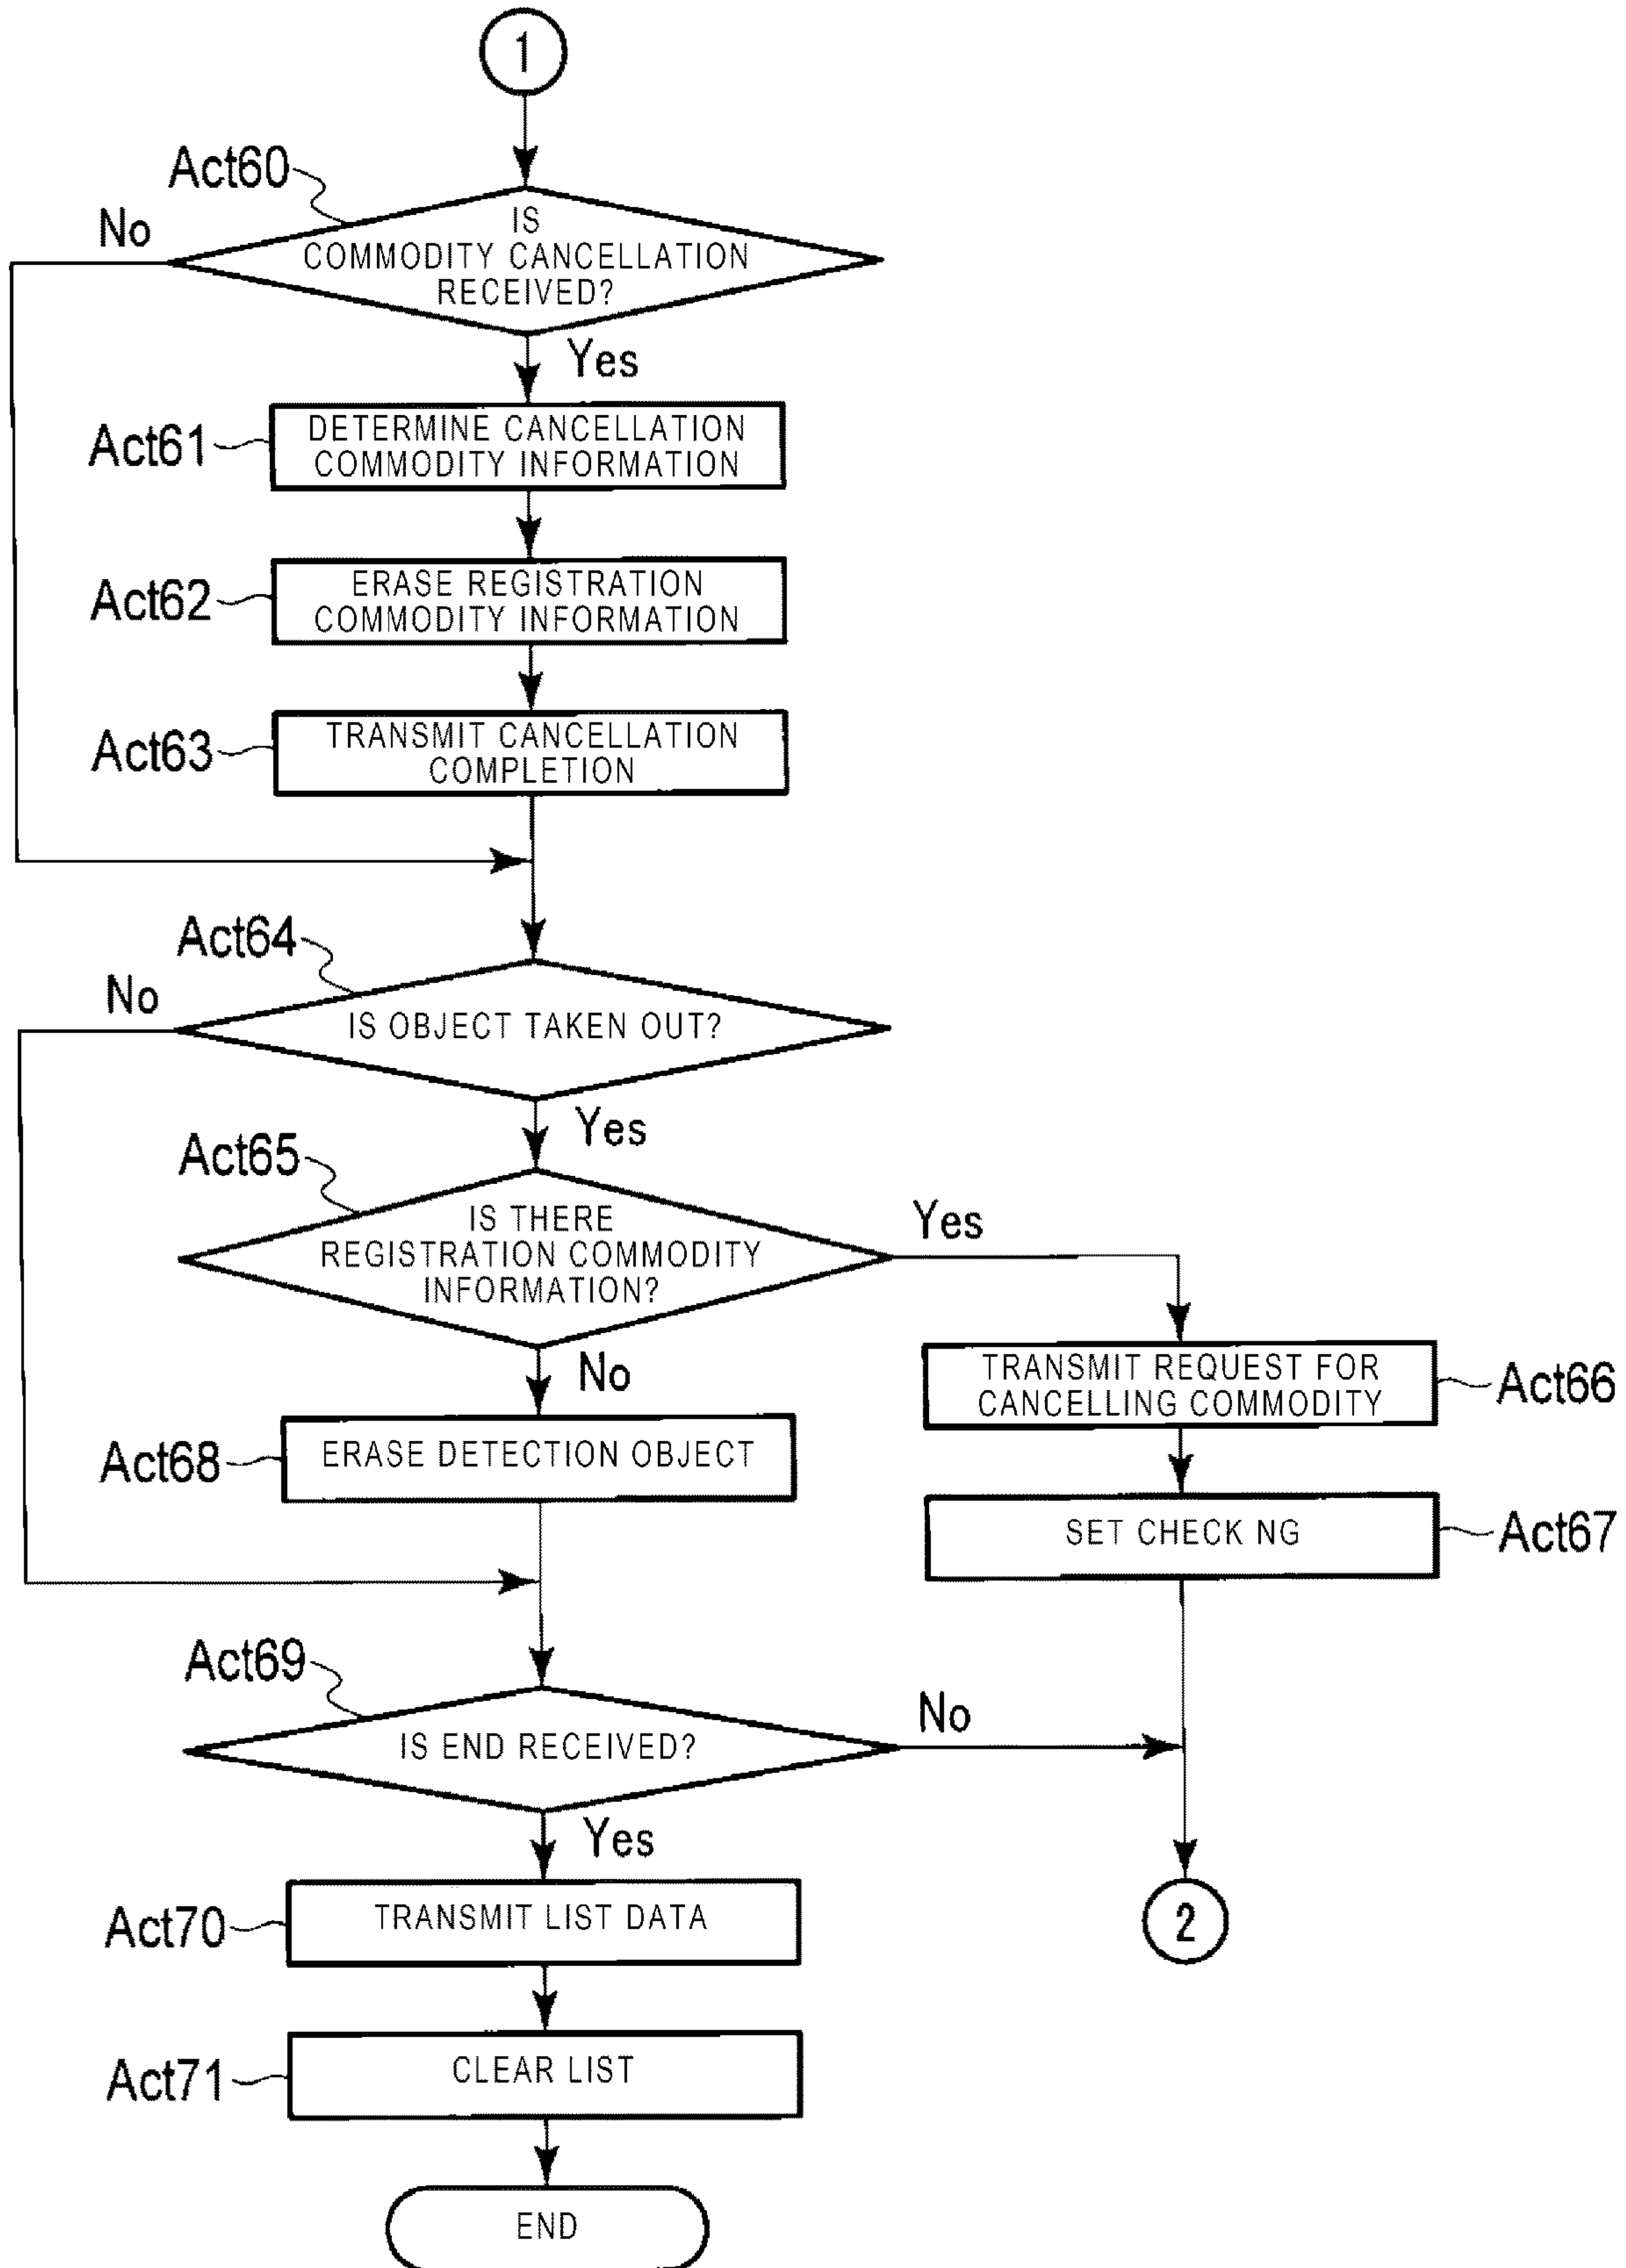 1
Act60
No
IS
COMMODITY CANCELLATION
RECEIVED?
Yes
Act61
DETERMINE CANCELLATION
COMMODITY INFORMATION
Act62
ERASE REGISTRATION
COMMODITY INFORMATION
Act63
TRANSMIT CANCELLATION
COMPLETION
Act64
No
IS OBJECT TAKEN OUT?
Yes
Act65
IS THERE
REGISTRATION COMMODITY
INFORMATION?
Yes
TRANSMIT REQUEST FOR
CANCELLING COMMODITY
Act66
No
Act68
ERASE DETECTION OBJECT
SET CHECK NG
Act67
Act69
IS END RECEIVED?
No
Yes
Act70
TRANSMIT LIST DATA
2
Act71
CLEAR LIST
END